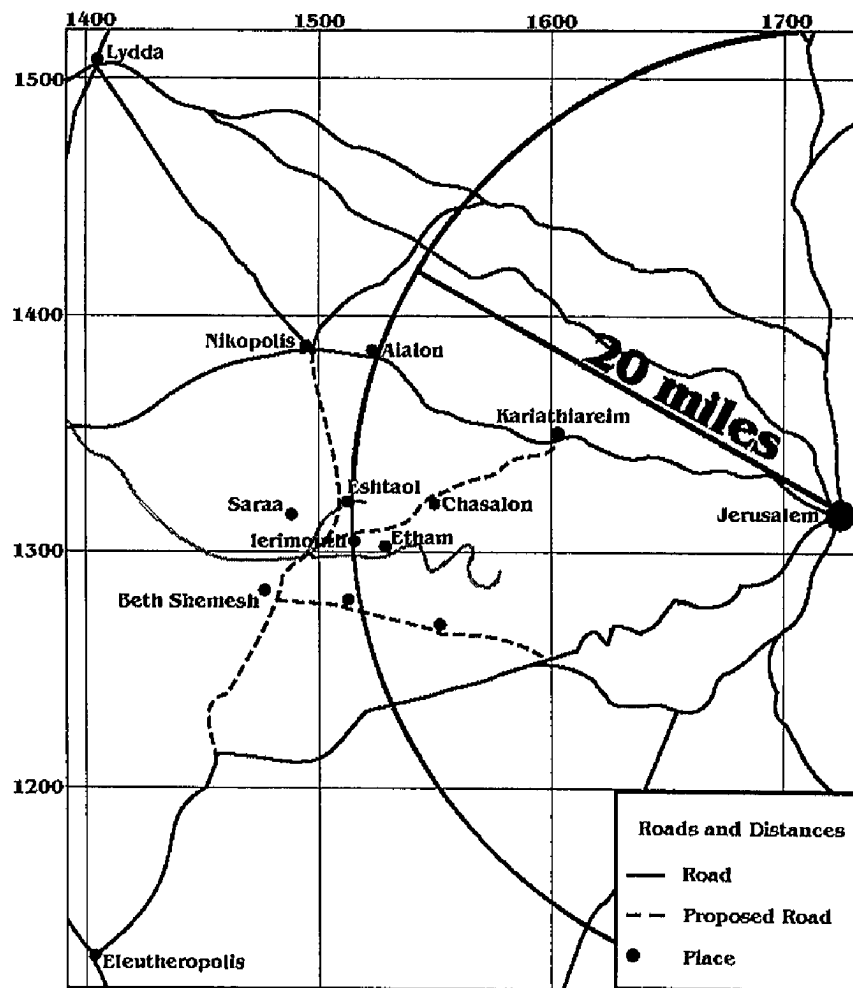 1400 1500 1600 1700
Lydda
1500
1400
Nikopolis
Aialon
20 miles
Kariathiareim
Eshtaol
Saraa
Chasalon
Jerusalem
Ierimouth
Etham
1300
Beth Shemesh
1200
Roads and Distances
Road
Proposed Road
Place
Eleutheropolis